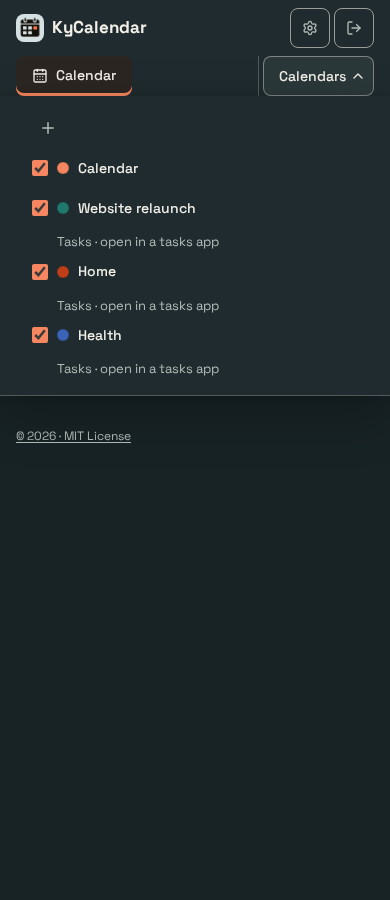 KyCalendar
Calendar
Calendars
Calendar
Website relaunch
Tasks · open in a tasks app
Home
Tasks · open in a tasks app
Health
Tasks · open in a tasks app
© 2026 · MIT License